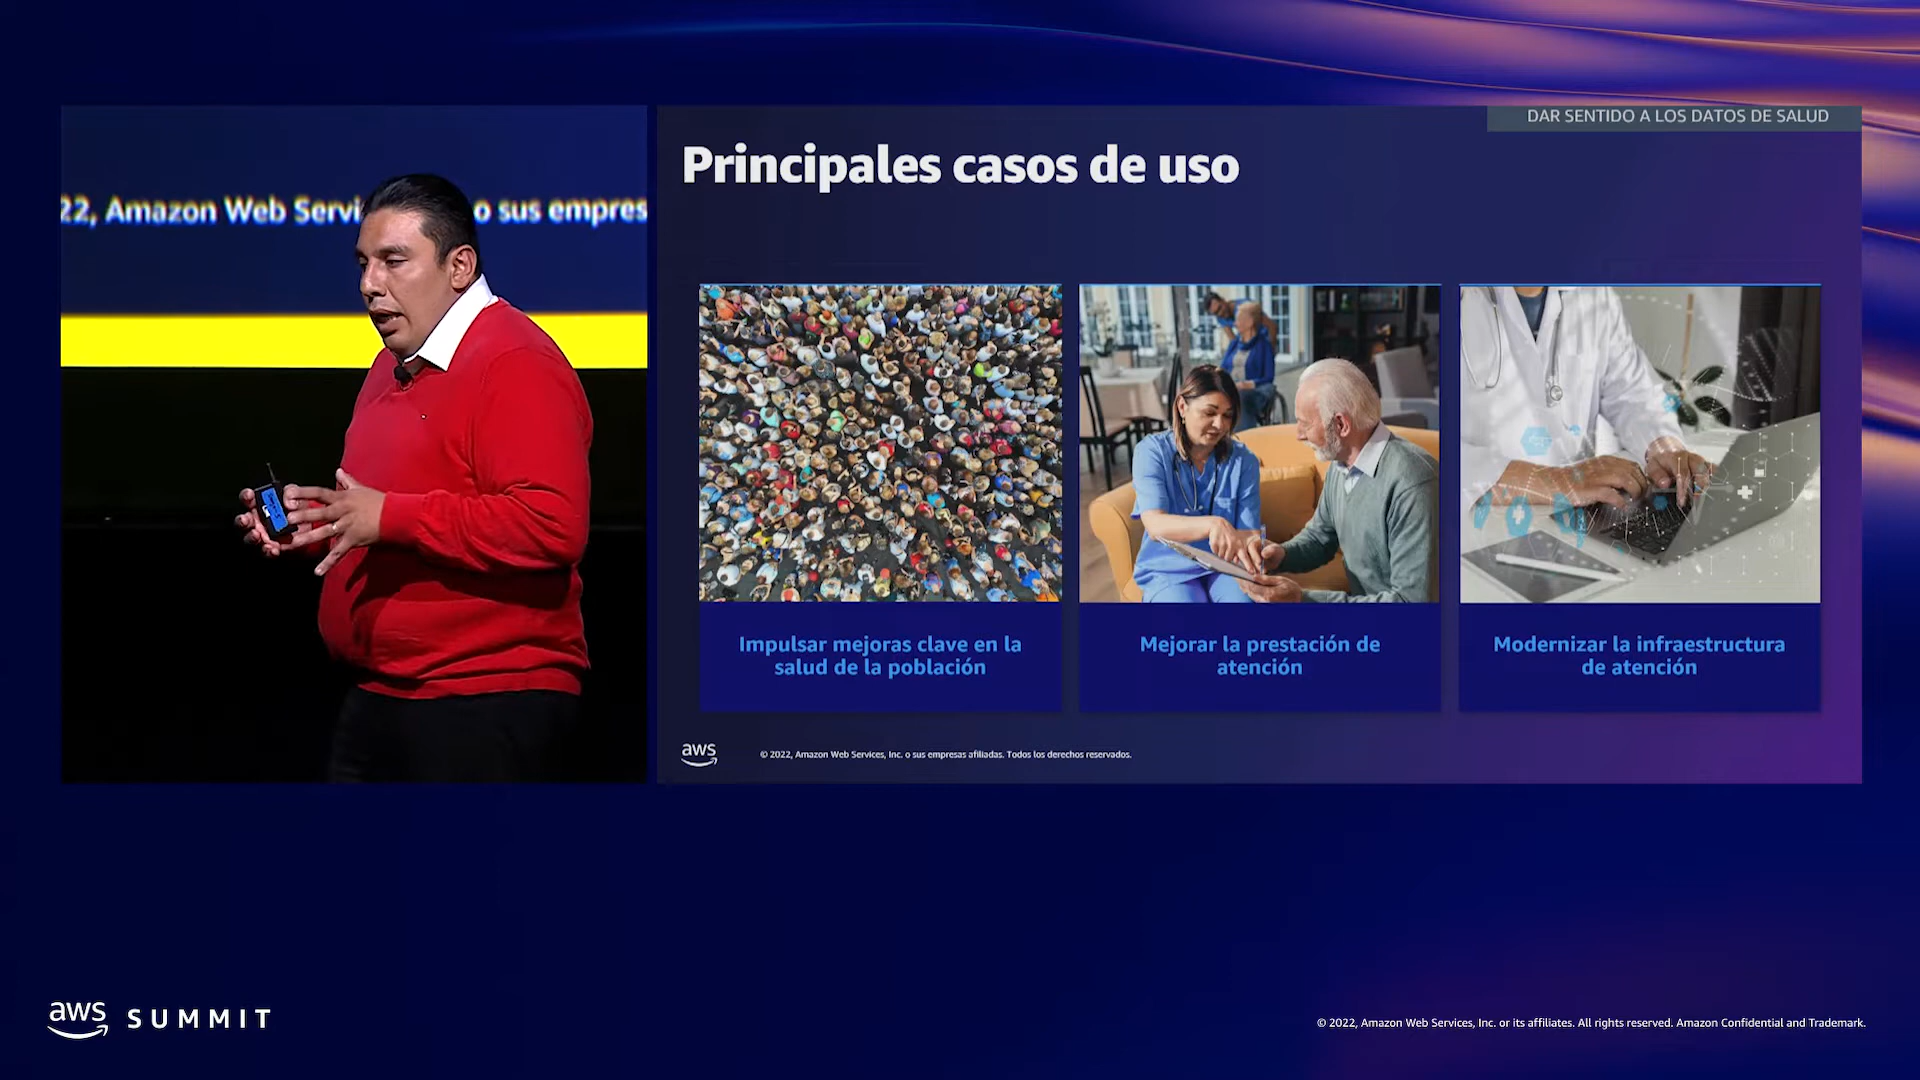 DAR SENTIDO A LOS DATOS DE SALUD
Principales casos de uso
22, Amazon Web Servi
o sus empres
Impulsar mejoras clave en la
salud de la población
Mejorar la prestación de
atención
Modernizar la infraestructura
de atención
aws
© 2022, Amazon Web Services, Inc. o sus empresas afiliadas. Todos los derechos reservados.
aws SUMMIT
© 2022, Amazon Web Services, Inc. or its affiliates. All rights reserved. Amazon Confidential and Trademark.